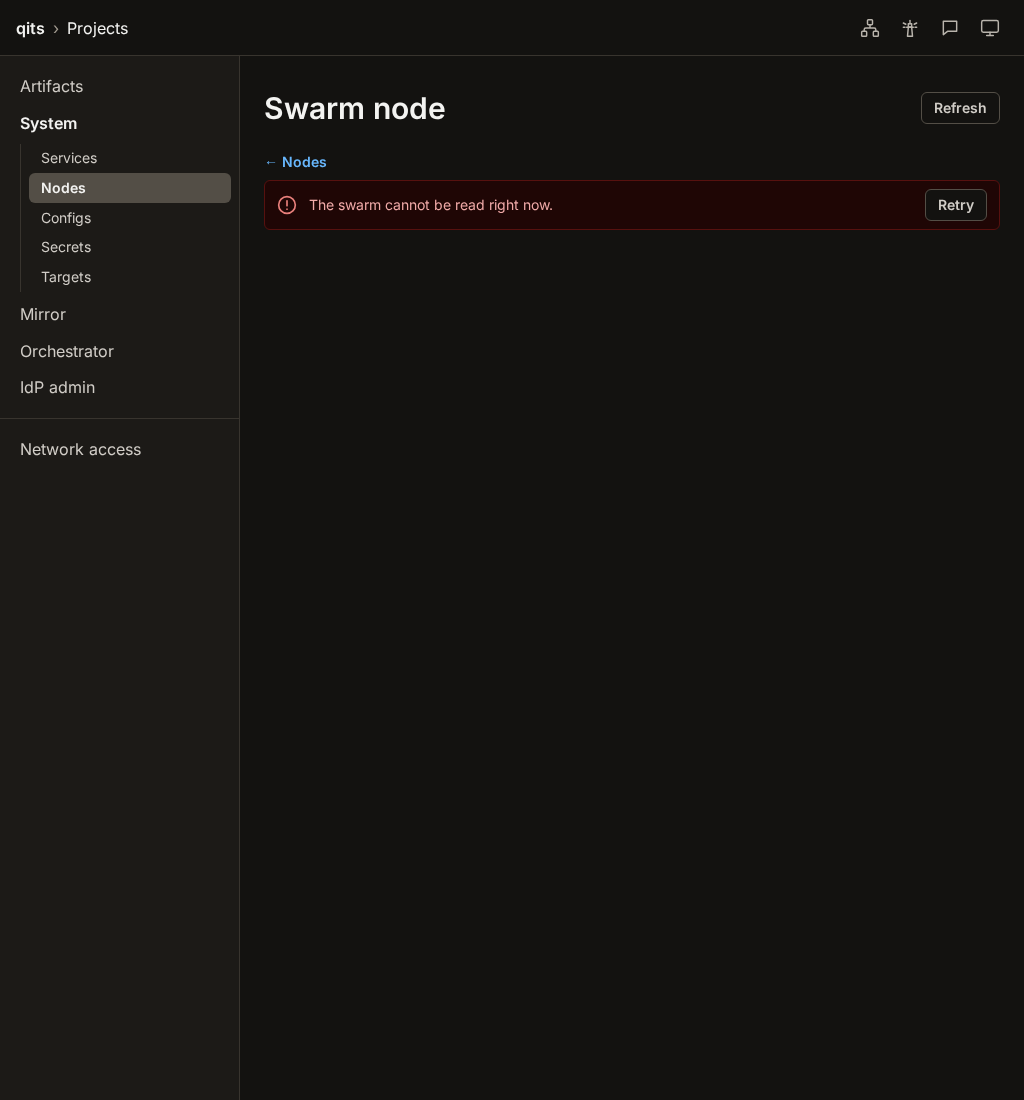 qits › Projects
Artifacts
System
Services
Nodes
Configs
Secrets
Targets
Mirror
Orchestrator
IdP admin
Network access
Swarm node
Refresh
← Nodes
The swarm cannot be read right now.
Retry